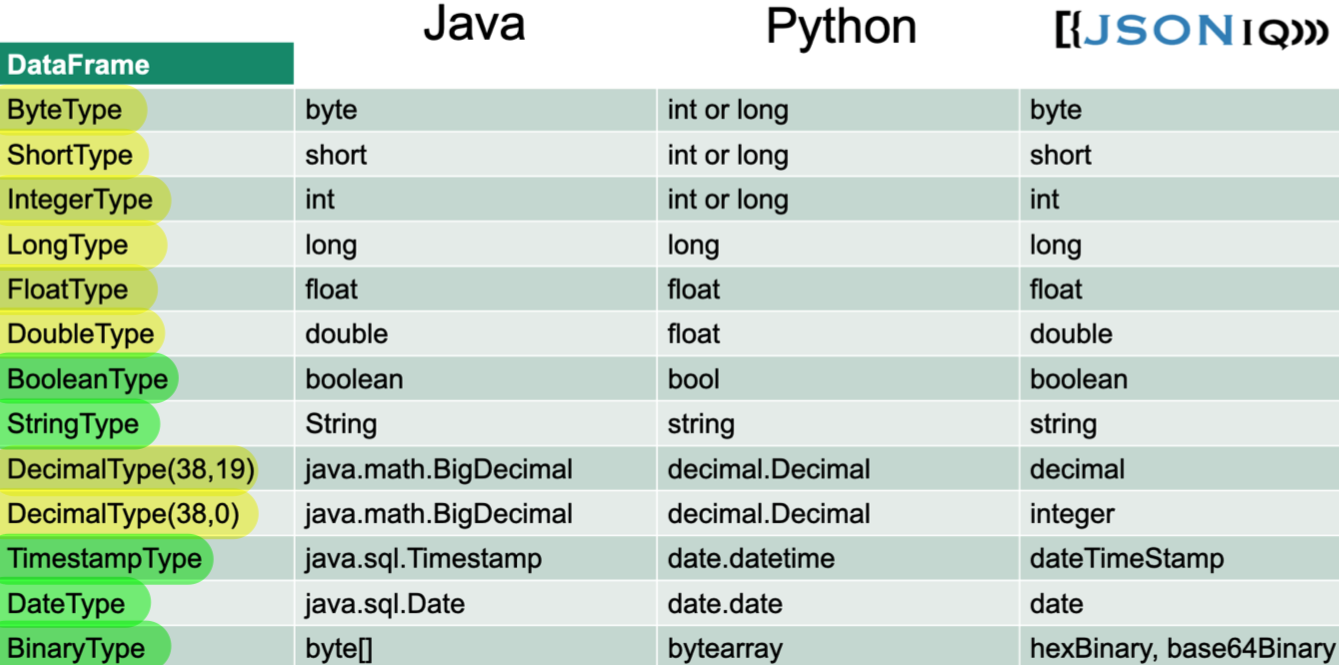 Java Python [{JSONIQ)))
DataFrame
ByteType byte int or long byte
ShortType short int or long short
IntegerType int int or long int
LongType long long long
FloatType float float float
DoubleType double float double
BooleanType boolean bool boolean
StringType String string string
DecimalType(38,19) java.math.BigDecimal decimal.Decimal decimal
DecimalType(38,0) java.math.BigDecimal decimal.Decimal integer
TimestampType java.sql.Timestamp date.datetime dateTimeStamp
DateType java.sql.Date date.date date
BinaryType byte[] bytearray hexBinary, base64Binary